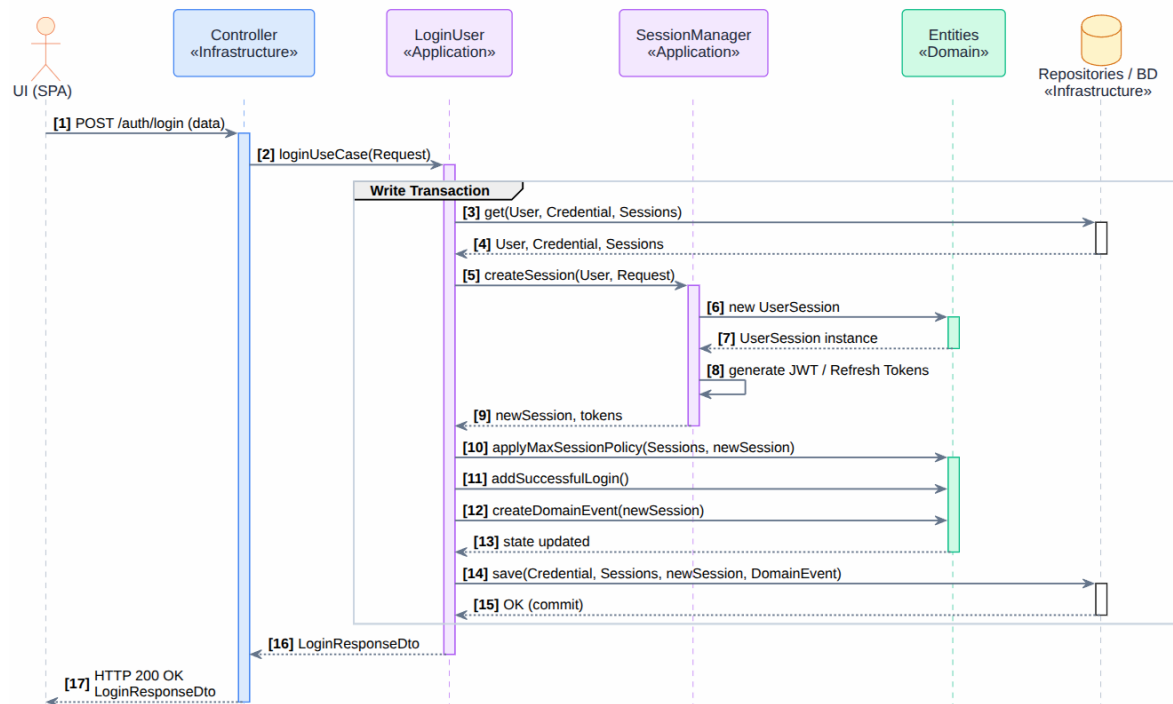 UI (SPA)
Controller
«Infrastructure»
LoginUser
«Application»
SessionManager
«Application»
Entities
«Domain»
Repositories / BD
«Infrastructure»
[1] POST /auth/login (data)
[2] loginUseCase(Request)
Write Transaction
[3] get(User, Credential, Sessions)
[4] User, Credential, Sessions
[5] createSession(User, Request)
[6] new UserSession
[7] UserSession instance
[8] generate JWT / Refresh Tokens
[9] newSession, tokens
[10] applyMaxSessionPolicy(Sessions, newSession)
[11] addSuccessfulLogin()
[12] createDomainEvent(newSession)
[13] state updated
[14] save(Credential, Sessions, newSession, DomainEvent)
[15] OK (commit)
[16] LoginResponseDto
[17] HTTP 200 OK
LoginResponseDto